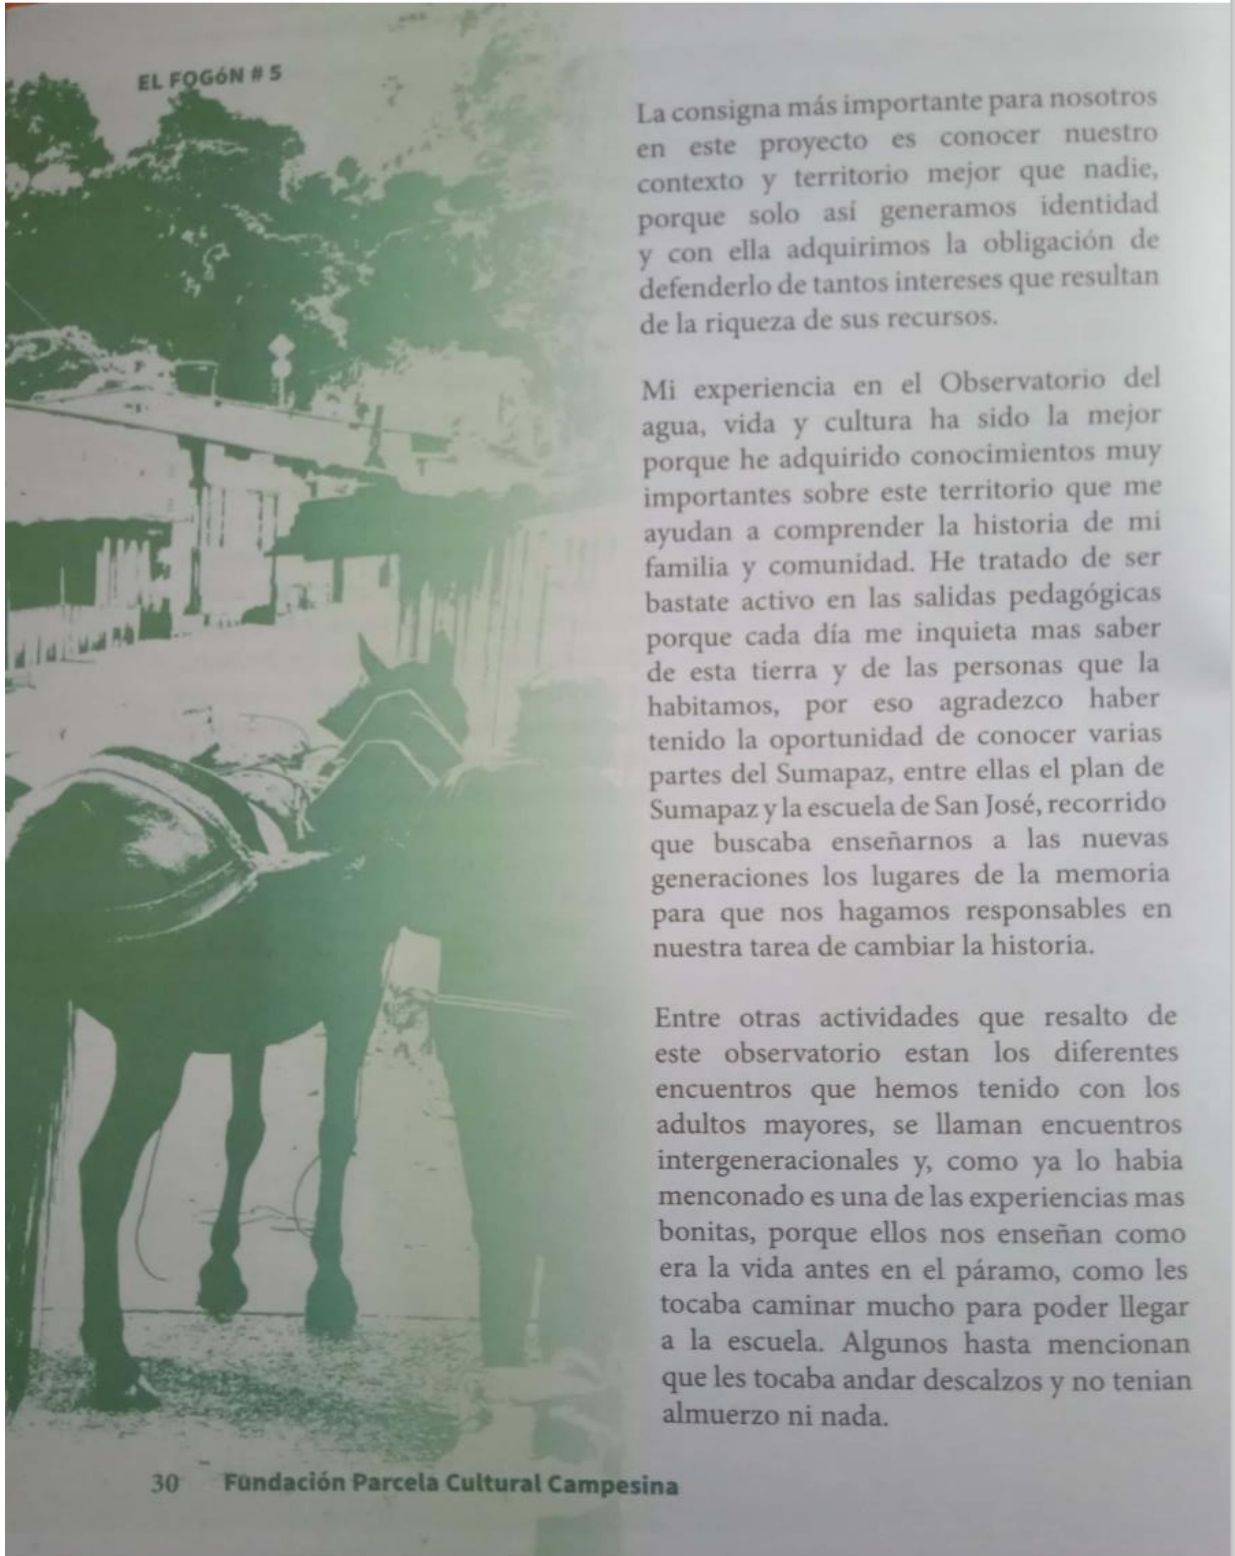 EL FOGóN # 5
La consigna más importante para nosotros
en este proyecto es conocer nuestro
contexto y territorio mejor que nadie,
porque solo así generamos identidad
y con ella adquirimos la obligación de
defenderlo de tantos intereses que resultan
de la riqueza de sus recursos.
Mi experiencia en el Observatorio del
agua, vida y cultura ha sido la mejor
porque he adquirido conocimientos muy
importantes sobre este territorio que me
ayudan a comprender la historia de mi
familia y comunidad. He tratado de ser
bastate activo en las salidas pedagógicas
porque cada día me inquieta mas saber
de esta tierra y de las personas que la
habitamos, por eso agradezco haber
tenido la oportunidad de conocer varias
partes del Sumapaz, entre ellas el plan de
Sumapaz y la escuela de San José, recorrido
que buscaba enseñarnos a las nuevas
generaciones los lugares de la memoria
para que nos hagamos responsables en
nuestra tarea de cambiar la historia.
Entre otras actividades que resalto de
este observatorio estan los diferentes
encuentros que hemos tenido con los
adultos mayores, se llaman encuentros
intergeneracionales y, como ya lo habia
menconado es una de las experiencias mas
bonitas, porque ellos nos enseñan como
era la vida antes en el páramo, como les
tocaba caminar mucho para poder llegar
a la escuela. Algunos hasta mencionan
que les tocaba andar descalzos y no tenian
almuerzo ni nada.
30 Fundación Parcela Cultural Campesina